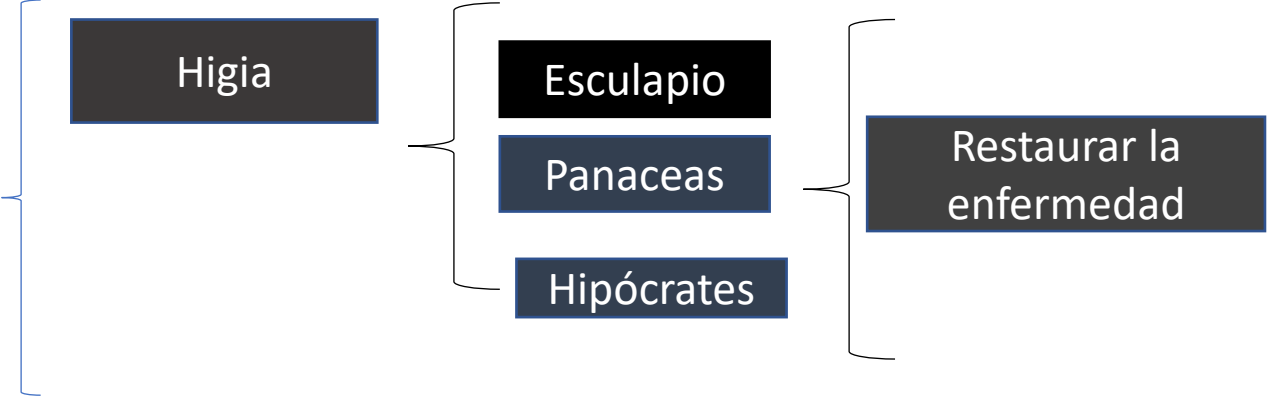 Higia
Esculapio
Panaceas
Hipócrates
Restaurar la
enfermedad